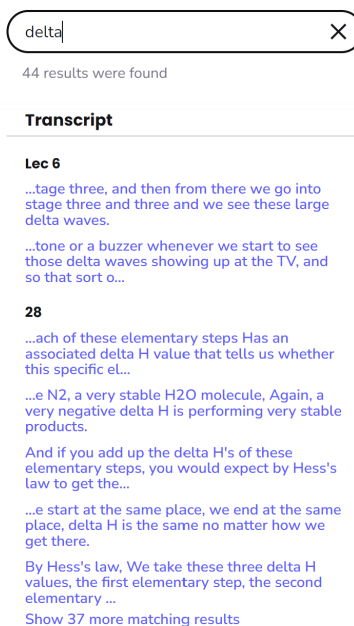 delta
44 results were found
Transcript
Lec 6
...tage three, and then from there we go into
stage three and three and we see these large
delta waves.
...tone or a buzzer whenever we start to see
those delta waves showing up at the TV, and
so that sort o...
28
...ach of these elementary steps Has an
associated delta H value that tells us whether
this specific el...
...e N2, a very stable H2O molecule, Again, a
very negative delta H is performing very stable
products.
And if you add up the delta H's of these
elementary steps, you would expect by Hess's
law to get the...
...e start at the same place, we end at the same
place, delta H is the same no matter how we
get there.
By Hess's law, We take these three delta H
values, the first elementary step, the second
elementary ...
Show 37 more matching results